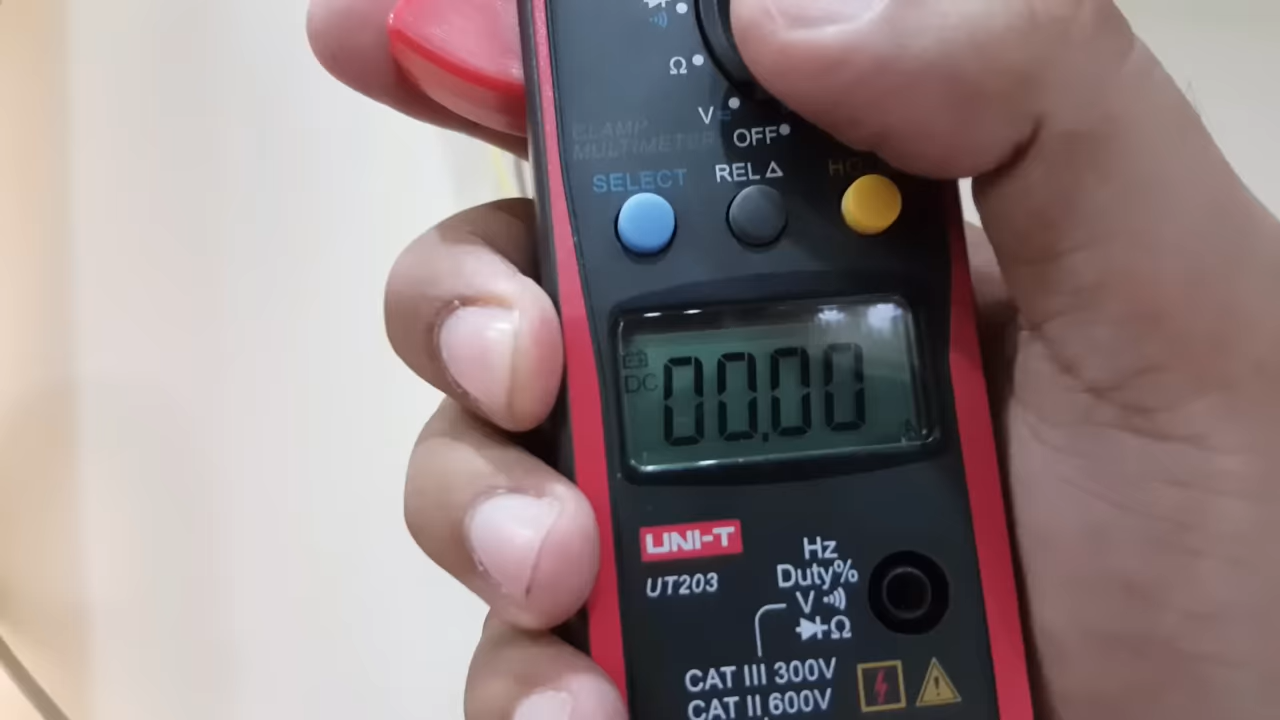 Ω
V
OFF
CLAMP
MULTIMETER
SELECT
REL Δ
DC
00.00
A
UNI-T
UT203
Hz
Duty%
V
Ω
CAT III 300V
CAT II 600V